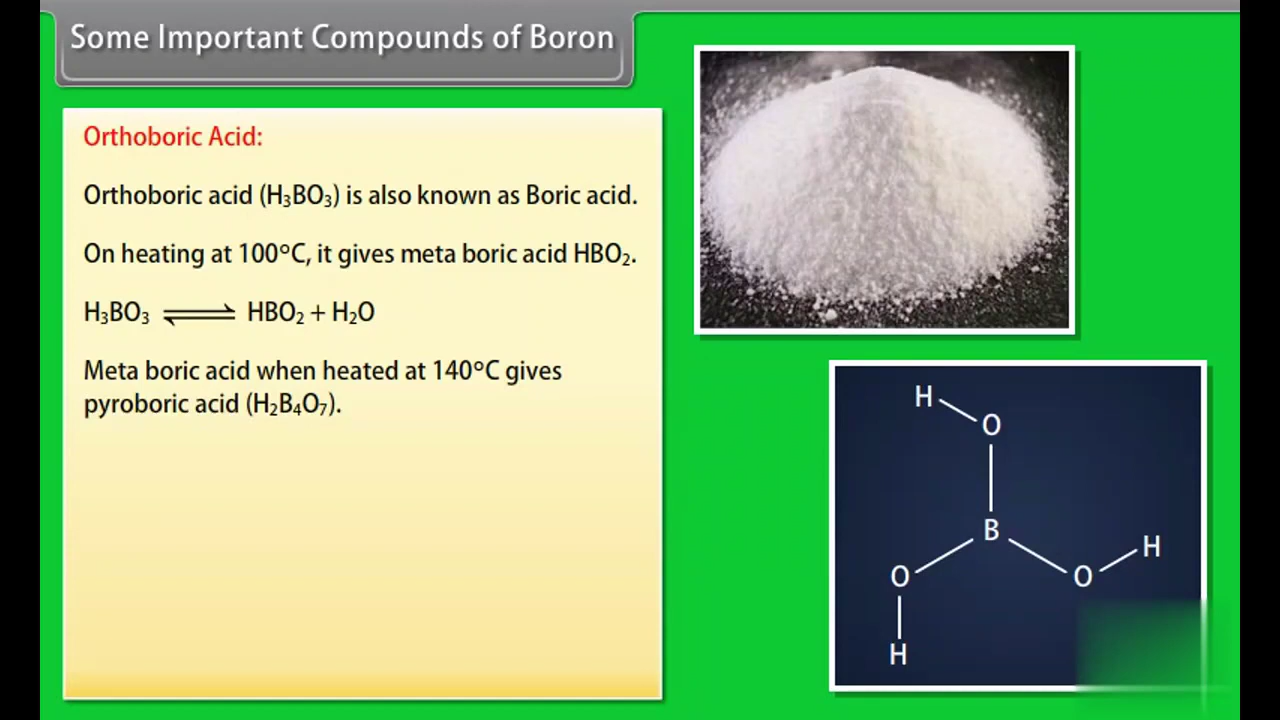 Some Important Compounds of Boron
Orthoboric Acid:
Orthoboric acid (H₃BO₃) is also known as Boric acid.
On heating at 100°C, it gives meta boric acid HBO₂.
H₃BO₃ ⇌ HBO₂ + H₂O
Meta boric acid when heated at 140°C gives
pyroboric acid (H₂B₄O₇).
H
O
B
H
O
O
H